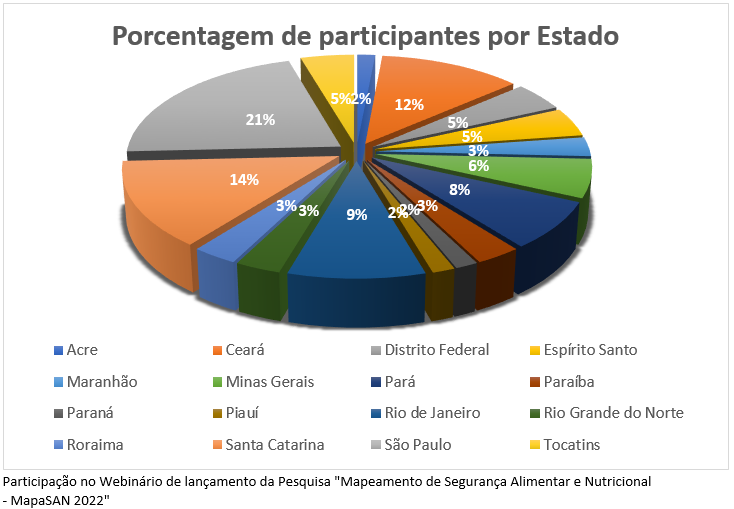 Porcentagem de participantes por Estado
5%
2%
12%
21%
5%
5%
3%
6%
14%
8%
3%
3%
9%
2%
2%
3%
Acre
Ceará
Distrito Federal
Espírito Santo
Maranhão
Minas Gerais
Pará
Paraíba
Paraná
Piauí
Rio de Janeiro
Rio Grande do Norte
Roraima
Santa Catarina
São Paulo
Tocatins
Participação no Webinário de lançamento da Pesquisa "Mapeamento de Segurança Alimentar e Nutricional
- MapaSAN 2022"